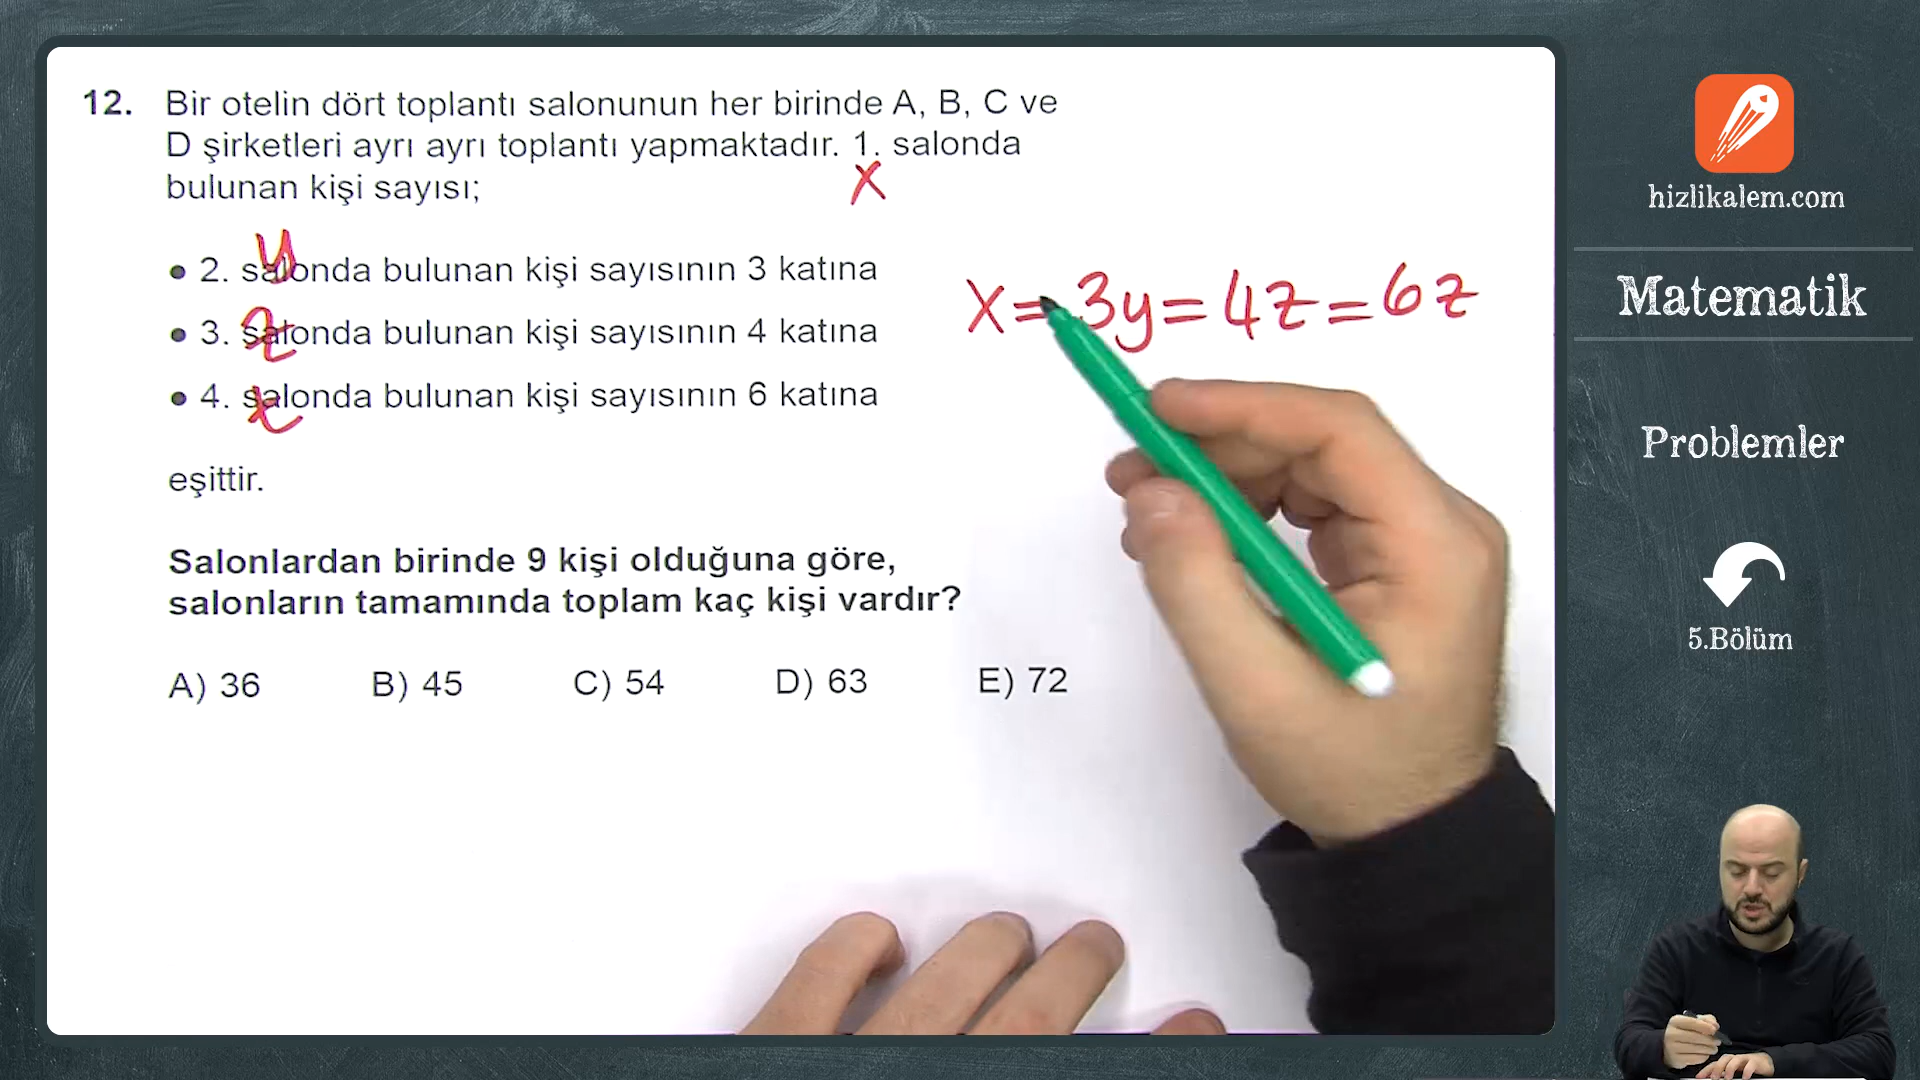 12. Bir otelin dört toplantı salonunun her birinde A, B, C ve
D şirketleri ayrı ayrı toplantı yapmaktadır. 1. salonda
x
bulunan kişi sayısı;
y
• 2. salonda bulunan kişi sayısının 3 katına
x = 3y = 4z = 6z
z
• 3. salonda bulunan kişi sayısının 4 katına
t
• 4. salonda bulunan kişi sayısının 6 katına
eşittir.
Salonlardan birinde 9 kişi olduğuna göre,
salonların tamamında toplam kaç kişi vardır?
A) 36 B) 45 C) 54 D) 63 E) 72
hizlikalem.com
Matematik
Problemler
5.Bölüm